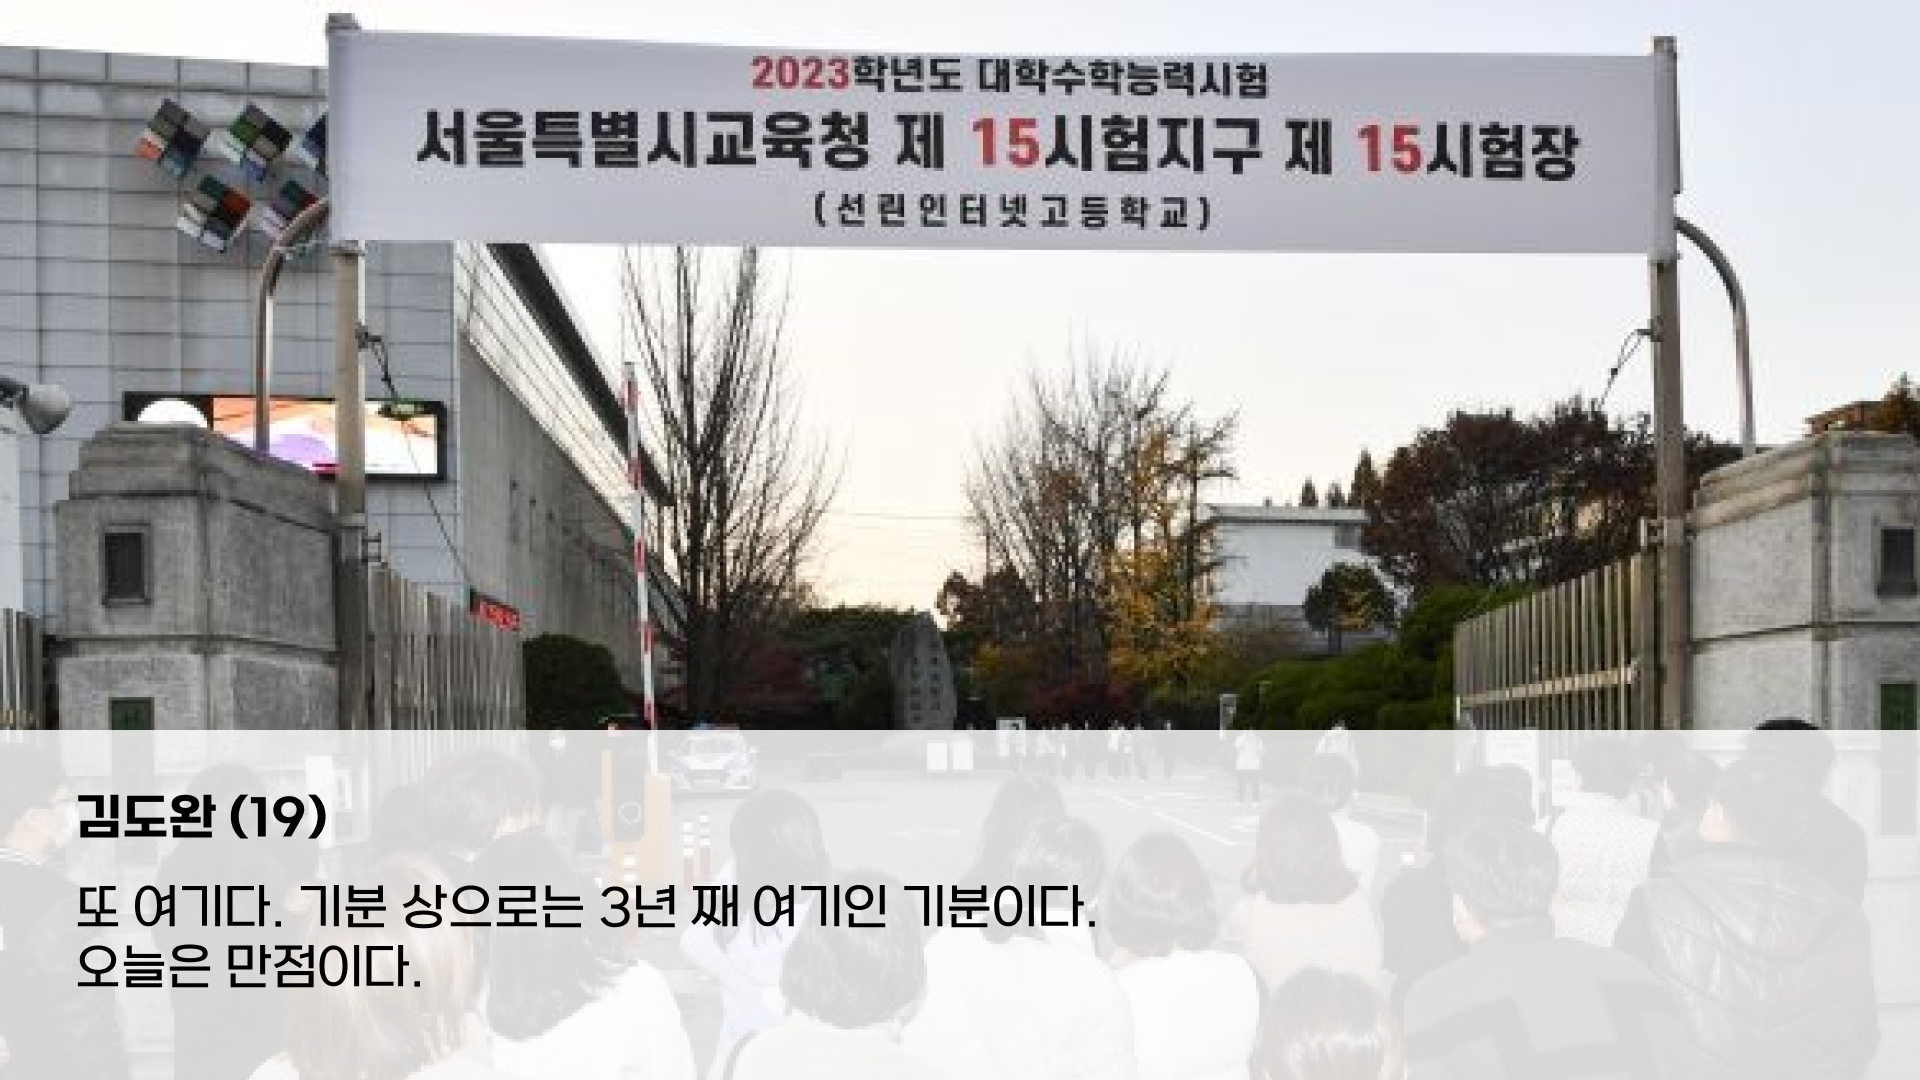 2023학년도 대학수학능력시험
서울특별시교육청 제 15시험지구 제 15시험장
(선린인터넷고등학교)
김도완 (19)
또 여기다. 기분 상으로는 3년 째 여기인 기분이다.
오늘은 만점이다.